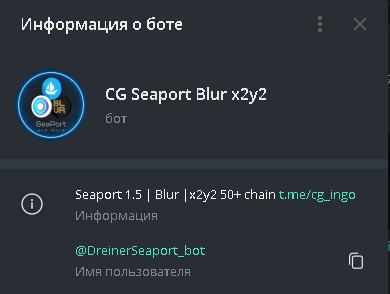 Информация о боте
BLUR
SeaPort
CG Seaport Blur x2y2
бот
Seaport 1.5 | Blur |x2y2 50+ chain t.me/cg_ingo
Информация
@DreinerSeaport_bot
Имя пользователя